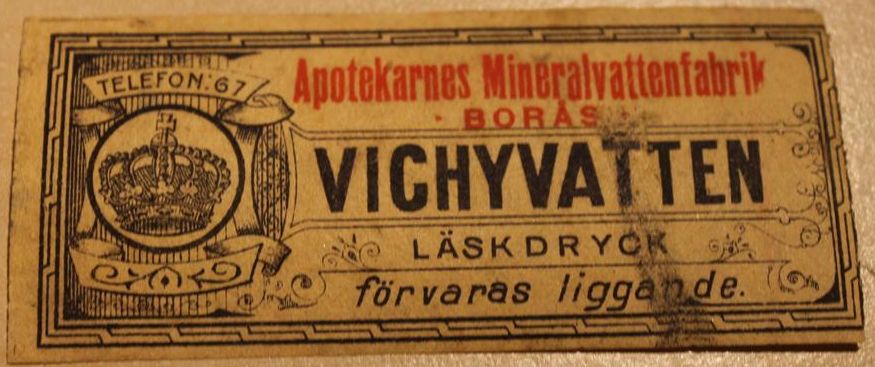 TELEFON: 67
Apotekarnes Mineralvattenfabrik
· BORÅS ·
VICHYVATTEN
LÄSKDRYCK
förvaras liggande.